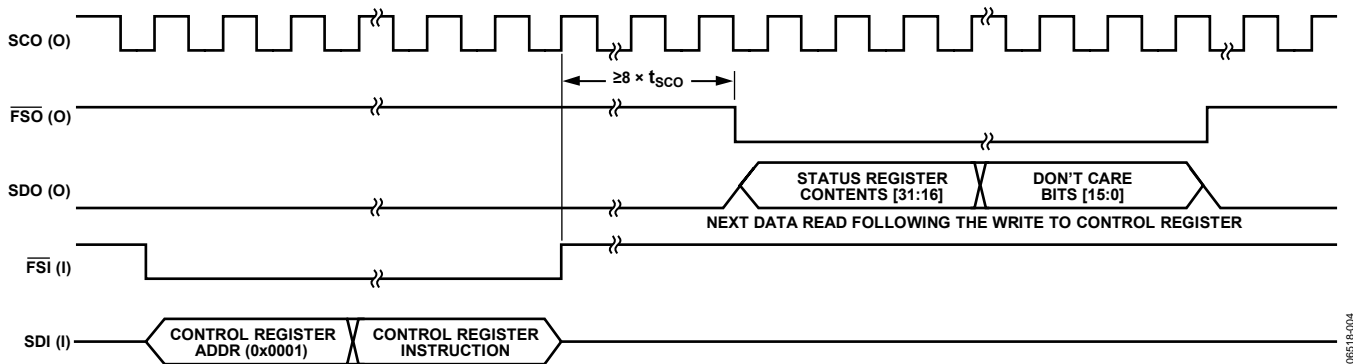 SCO (O)
≥8 × tSCO
FSO (O)
SDO (O)
STATUS REGISTER
CONTENTS [31:16]
DON'T CARE
BITS [15:0]
NEXT DATA READ FOLLOWING THE WRITE TO CONTROL REGISTER
FSI (I)
SDI (I)
CONTROL REGISTER
ADDR (0x0001)
CONTROL REGISTER
INSTRUCTION
06518-004